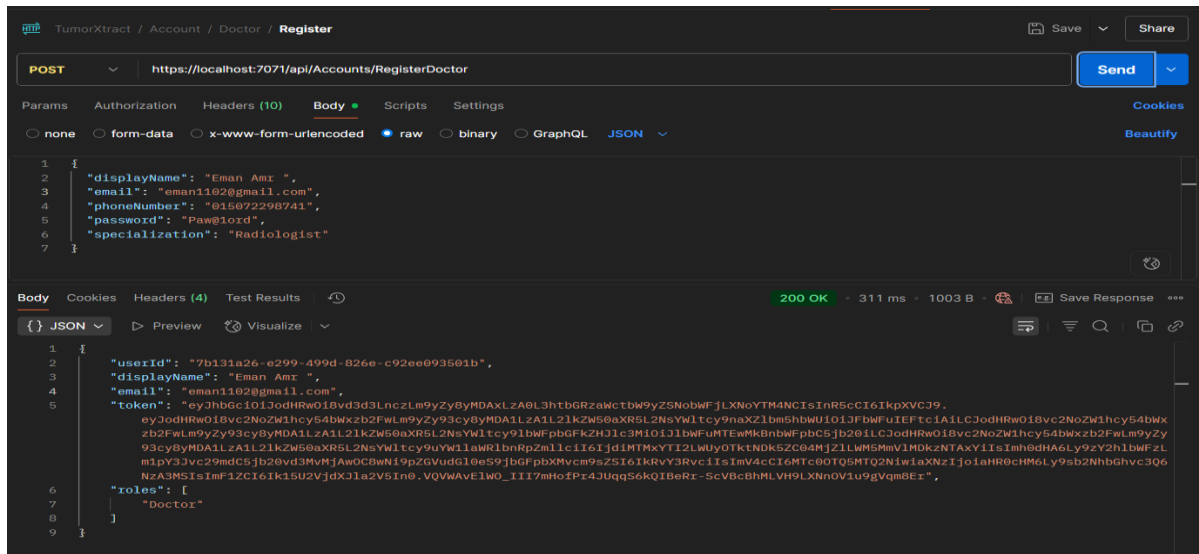 HTTP TumorXtract / Account / Doctor / Register Save Share
POST https://localhost:7071/api/Accounts/RegisterDoctor Send
Params Authorization Headers (10) Body Scripts Settings Cookies
none form-data x-www-form-urlencoded raw binary GraphQL JSON Beautify
1 {
2 "displayName": "Eman Amr ",
3 "email": "eman1102@gmail.com",
4 "phoneNumber": "015072298741",
5 "password": "Paw@1ord",
6 "specialization": "Radiologist"
7 }
Body Cookies Headers (4) Test Results 200 OK 311 ms 1003 B e.g. Save Response
{} JSON Preview Visualize
1 {
2 "userId": "7b131a26-e299-499d-826e-c92ee093501b",
3 "displayName": "Eman Amr ",
4 "email": "eman1102@gmail.com",
5 "token":
6 "roles": [
7 "Doctor"
8 ]
9 }